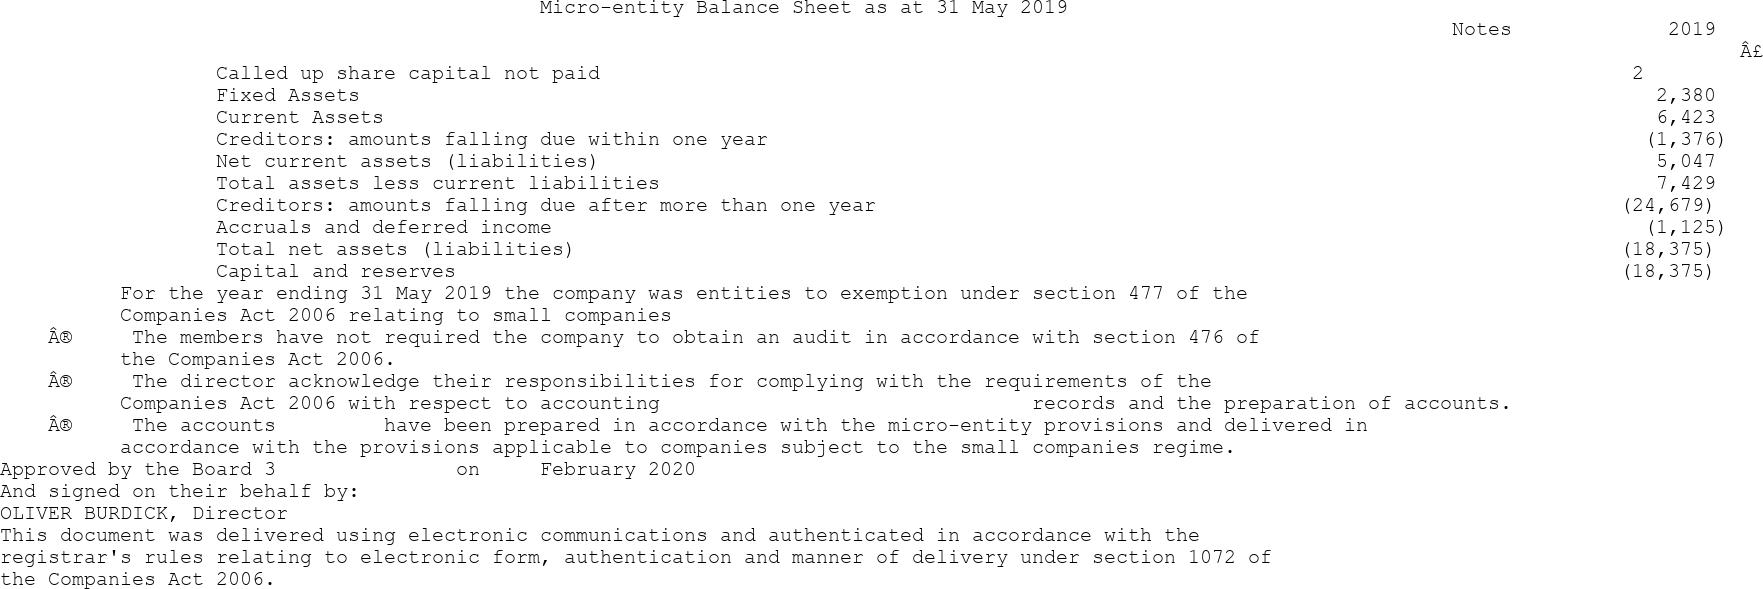 Micro-entity Balance Sheet as at 31 May 2019
Notes 2019
Â£
Called up share capital not paid 2
Fixed Assets 2,380
Current Assets 6,423
Creditors: amounts falling due within one year (1,376)
Net current assets (liabilities) 5,047
Total assets less current liabilities 7,429
Creditors: amounts falling due after more than one year (24,679)
Accruals and deferred income (1,125)
Total net assets (liabilities) (18,375)
Capital and reserves (18,375)
For the year ending 31 May 2019 the company was entities to exemption under section 477 of the
Companies Act 2006 relating to small companies
Â® The members have not required the company to obtain an audit in accordance with section 476 of
the Companies Act 2006.
Â® The director acknowledge their responsibilities for complying with the requirements of the
Companies Act 2006 with respect to accounting records and the preparation of accounts.
Â® The accounts have been prepared in accordance with the micro-entity provisions and delivered in
accordance with the provisions applicable to companies subject to the small companies regime.
Approved by the Board 3 on February 2020
And signed on their behalf by:
OLIVER BURDICK, Director
This document was delivered using electronic communications and authenticated in accordance with the
registrar's rules relating to electronic form, authentication and manner of delivery under section 1072 of
the Companies Act 2006.